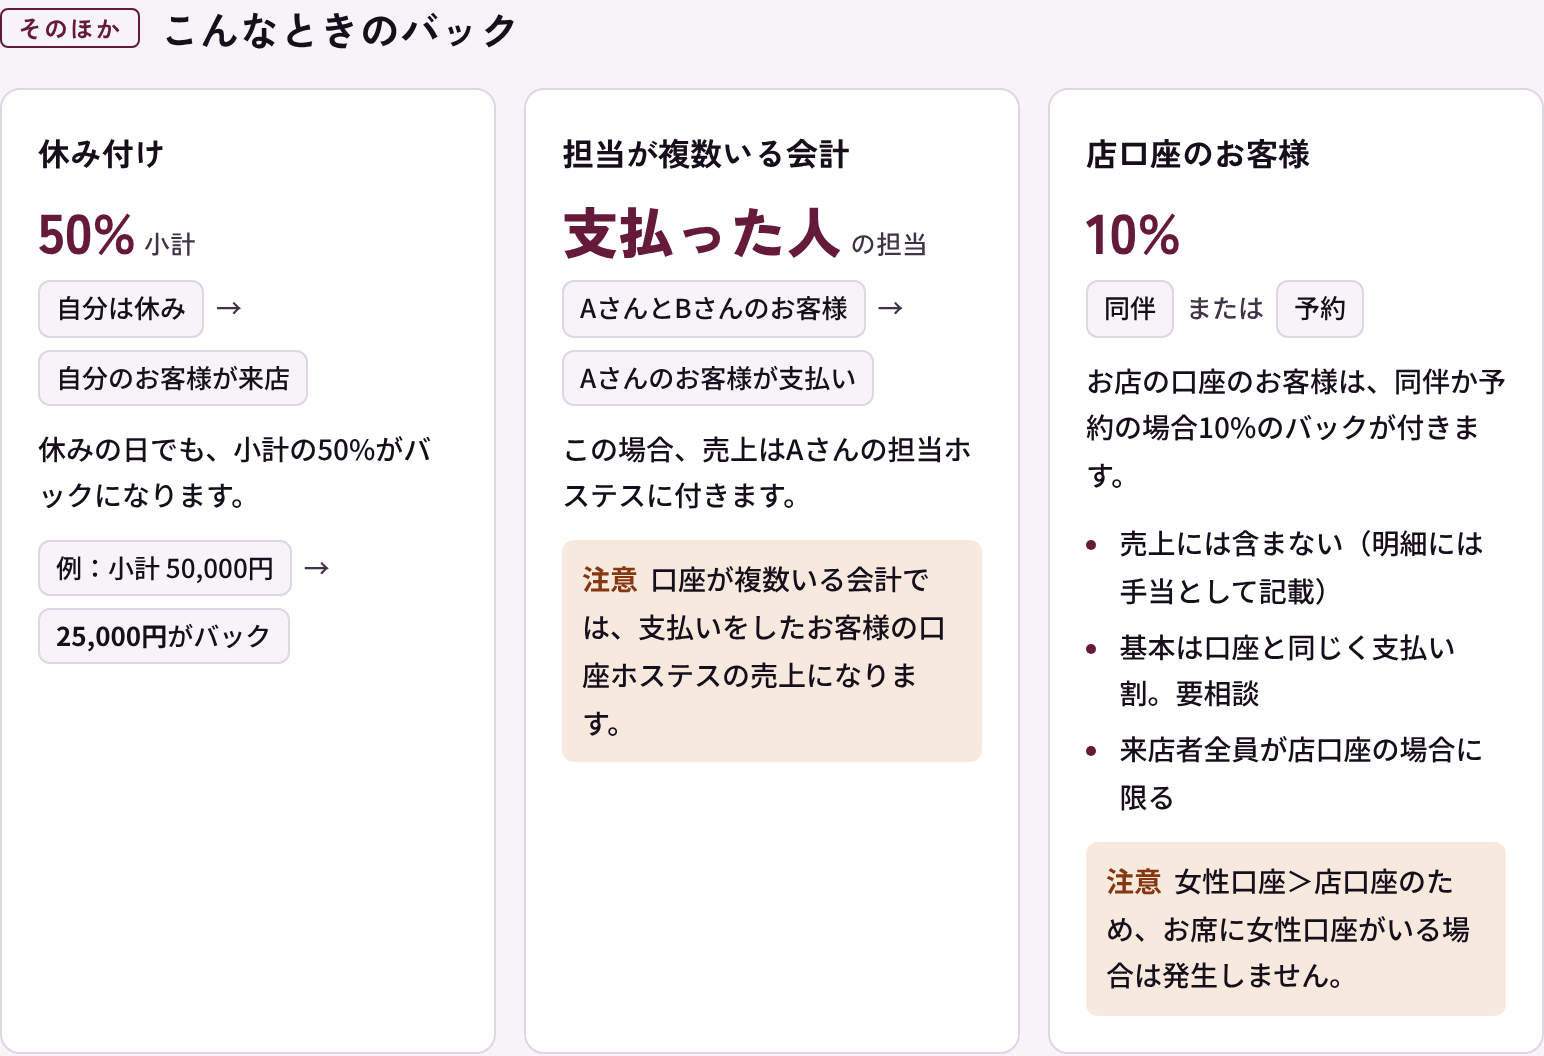 そのほか こんなときのバック
休み付け
50% 小計
自分は休み →
自分のお客様が来店
休みの日でも、小計の50%がバ
ックになります。
例：小計 50,000円 →
25,000円がバック
担当が複数いる会計
支払った人 の担当
AさんとBさんのお客様 →
Aさんのお客様が支払い
この場合、売上はAさんの担当ホ
ステスに付きます。
注意 口座が複数いる会計で
は、支払いをしたお客様の口
座ホステスの売上になりま
す。
店口座のお客様
10%
同伴 または 予約
お店の口座のお客様は、同伴か予
約の場合10%のバックが付きま
す。
• 売上には含まない（明細には
手当として記載）
• 基本は口座と同じく支払い
割。要相談
• 来店者全員が店口座の場合に
限る
注意 女性口座＞店口座のた
め、お席に女性口座がいる場
合は発生しません。